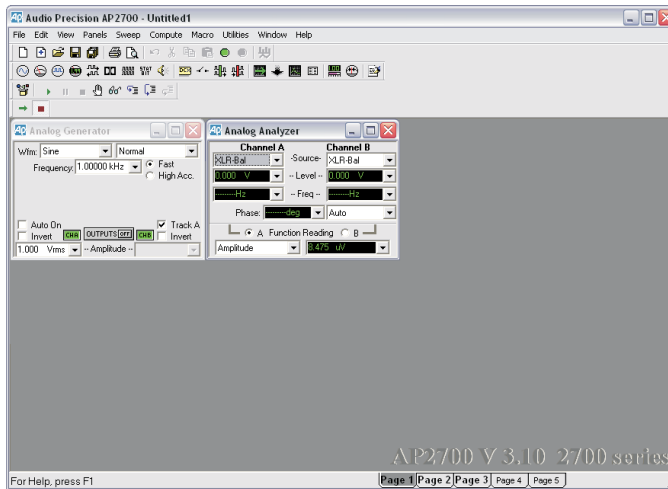 Audio Precision AP2700 - Untitled1
File Edit View Panels Sweep Compute Macro Utilities Window Help
Analog Generator
Wfm: Sine Normal
Frequency: 1.00000 kHz Fast
High Acc.
Auto On Track A
Invert CHA OUTPUTS OFF CHB Invert
1.000 Vrms -- Amplitude --
Analog Analyzer
Channel A Channel B
XLR-Bal -Source- XLR-Bal
0.000 V -- Level -- 0.000 V
--------Hz -- Freq -- --------Hz
Phase: --------deg Auto
A Function Reading B
Amplitude 8.475 uV
AP2700 V 3.10 2700 series
For Help, press F1
Page 1 Page 2 Page 3 Page 4 Page 5